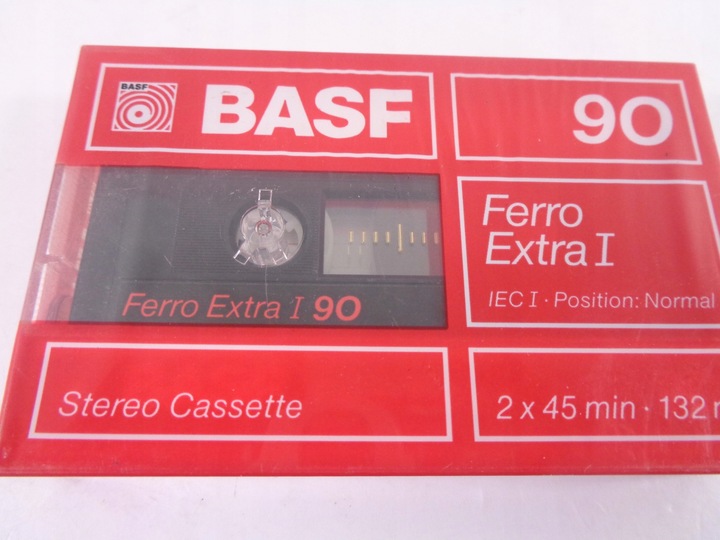 BASF
BASF
90
Ferro
Extra I
IEC I · Position: Normal
Ferro Extra I 90
Stereo Cassette
2 x 45 min · 132